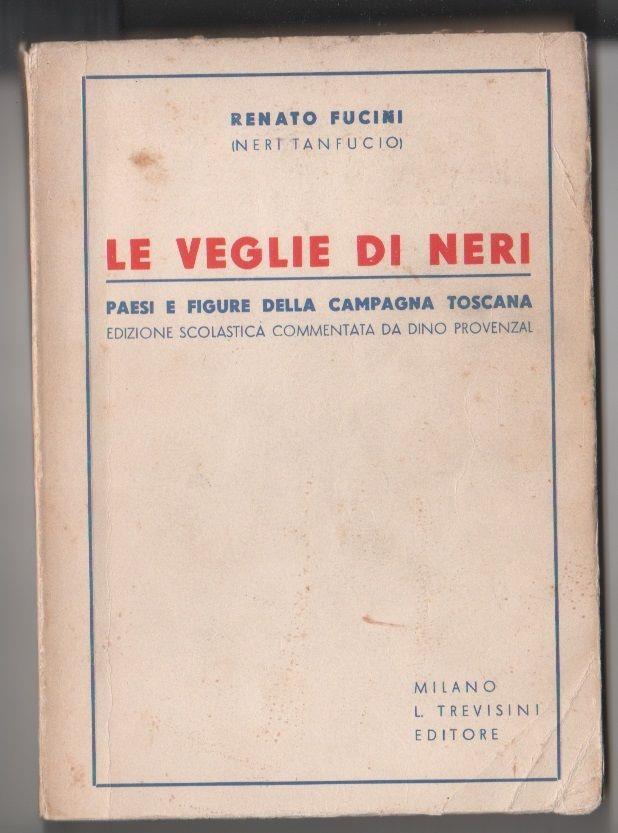 RENATO FUCINI
(NERI TANFUCIO)
LE VEGLIE DI NERI
PAESI E FIGURE DELLA CAMPAGNA TOSCANA
EDIZIONE SCOLASTICA COMMENTATA DA DINO PROVENZAL
MILANO
L. TREVISINI
EDITORE